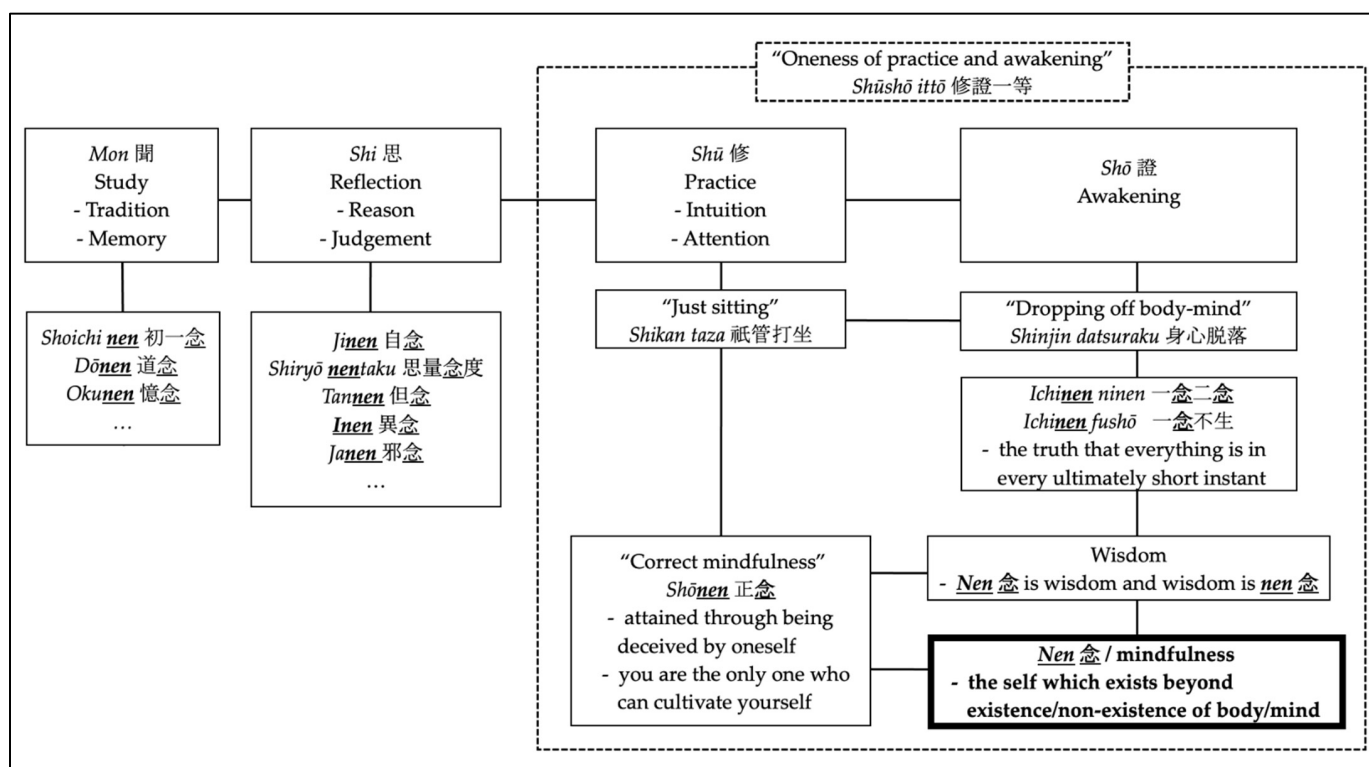 “Oneness of practice and awakening”
Shūshō ittō 修證一等
Mon 聞
Study
- Tradition
- Memory
Shi 思
Reflection
- Reason
- Judgement
Shū 修
Practice
- Intuition
- Attention
Shō 證
Awakening
Shoichi nen 初一念
Dōnen 道念
Okunen 憶念
…
Jinen 自念
Shiryō nentaku 思量念度
Tannen 但念
Inen 異念
Janen 邪念
…
“Just sitting”
Shikan taza 祇管打坐
“Dropping off body-mind”
Shinjin datsuraku 身心脱落
Ichinen ninen 一念二念
Ichinen fushō 一念不生
- the truth that everything is in
every ultimately short instant
“Correct mindfulness”
Shōnen 正念
- attained through being
deceived by oneself
- you are the only one who
can cultivate yourself
Wisdom
- Nen 念 is wisdom and wisdom is nen 念
Nen 念 / mindfulness
- the self which exists beyond
existence/non-existence of body/mind